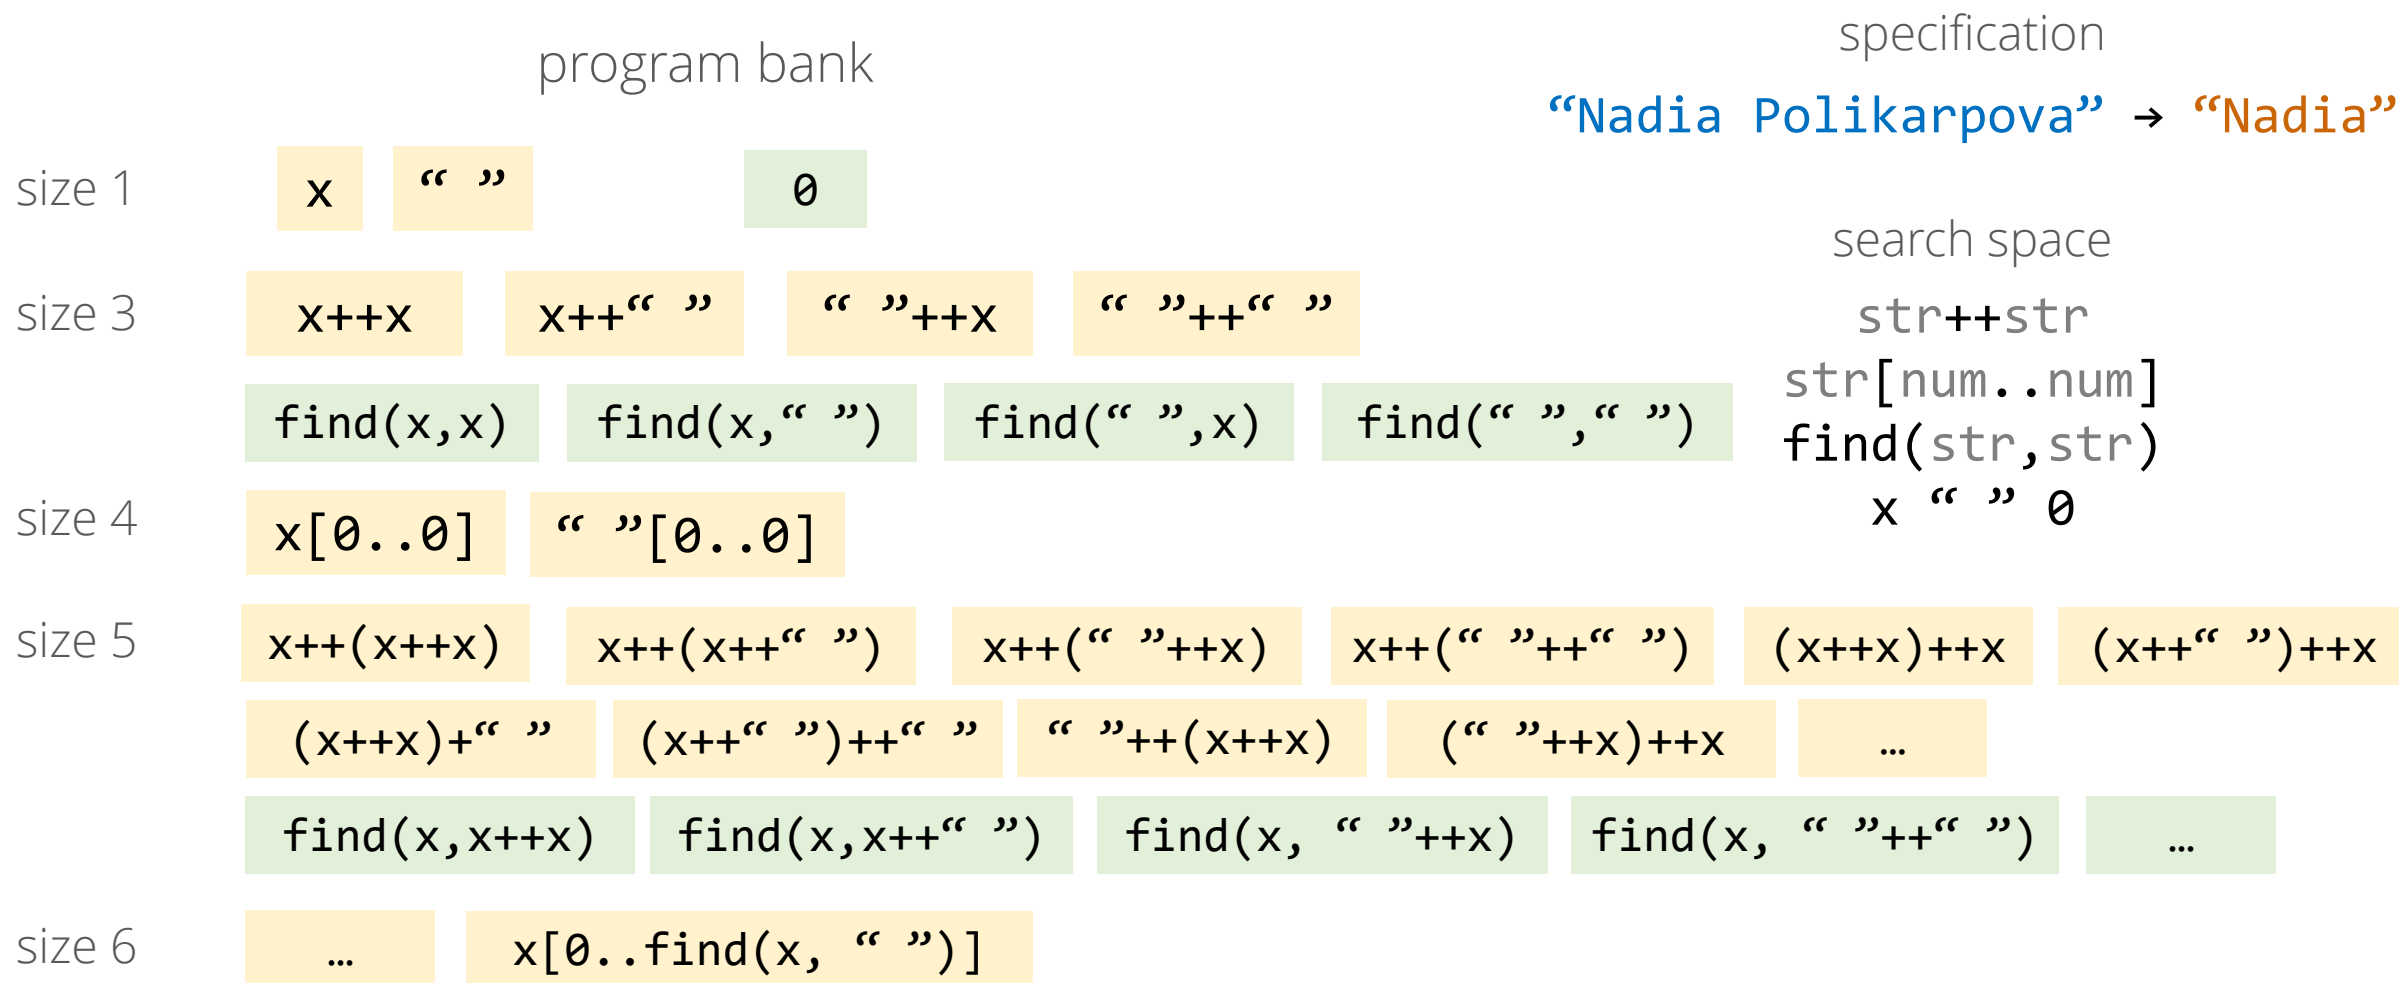 program bank
specification
“Nadia Polikarpova” → “Nadia”
size 1
x “ ” 0
search space
str++str
str[num..num]
find(str,str)
x “ ” 0
size 3
x++x x++“ ” “ ”++x “ ”++“ ”
find(x,x) find(x,“ ”) find(“ ”,x) find(“ ”,“ ”)
size 4
x[0..0] “ ”[0..0]
size 5
x++(x++x) x++(x++“ ”) x++(“ ”++x) x++(“ ”++“ ”) (x++x)++x (x++“ ”)++x
(x++x)+“ ” (x++“ ”)++“ ” “ ”++(x++x) (“ ”++x)++x …
find(x,x++x) find(x,x++“ ”) find(x, “ ”++x) find(x, “ ”++“ ”) …
size 6
… x[0..find(x, “ ”)]